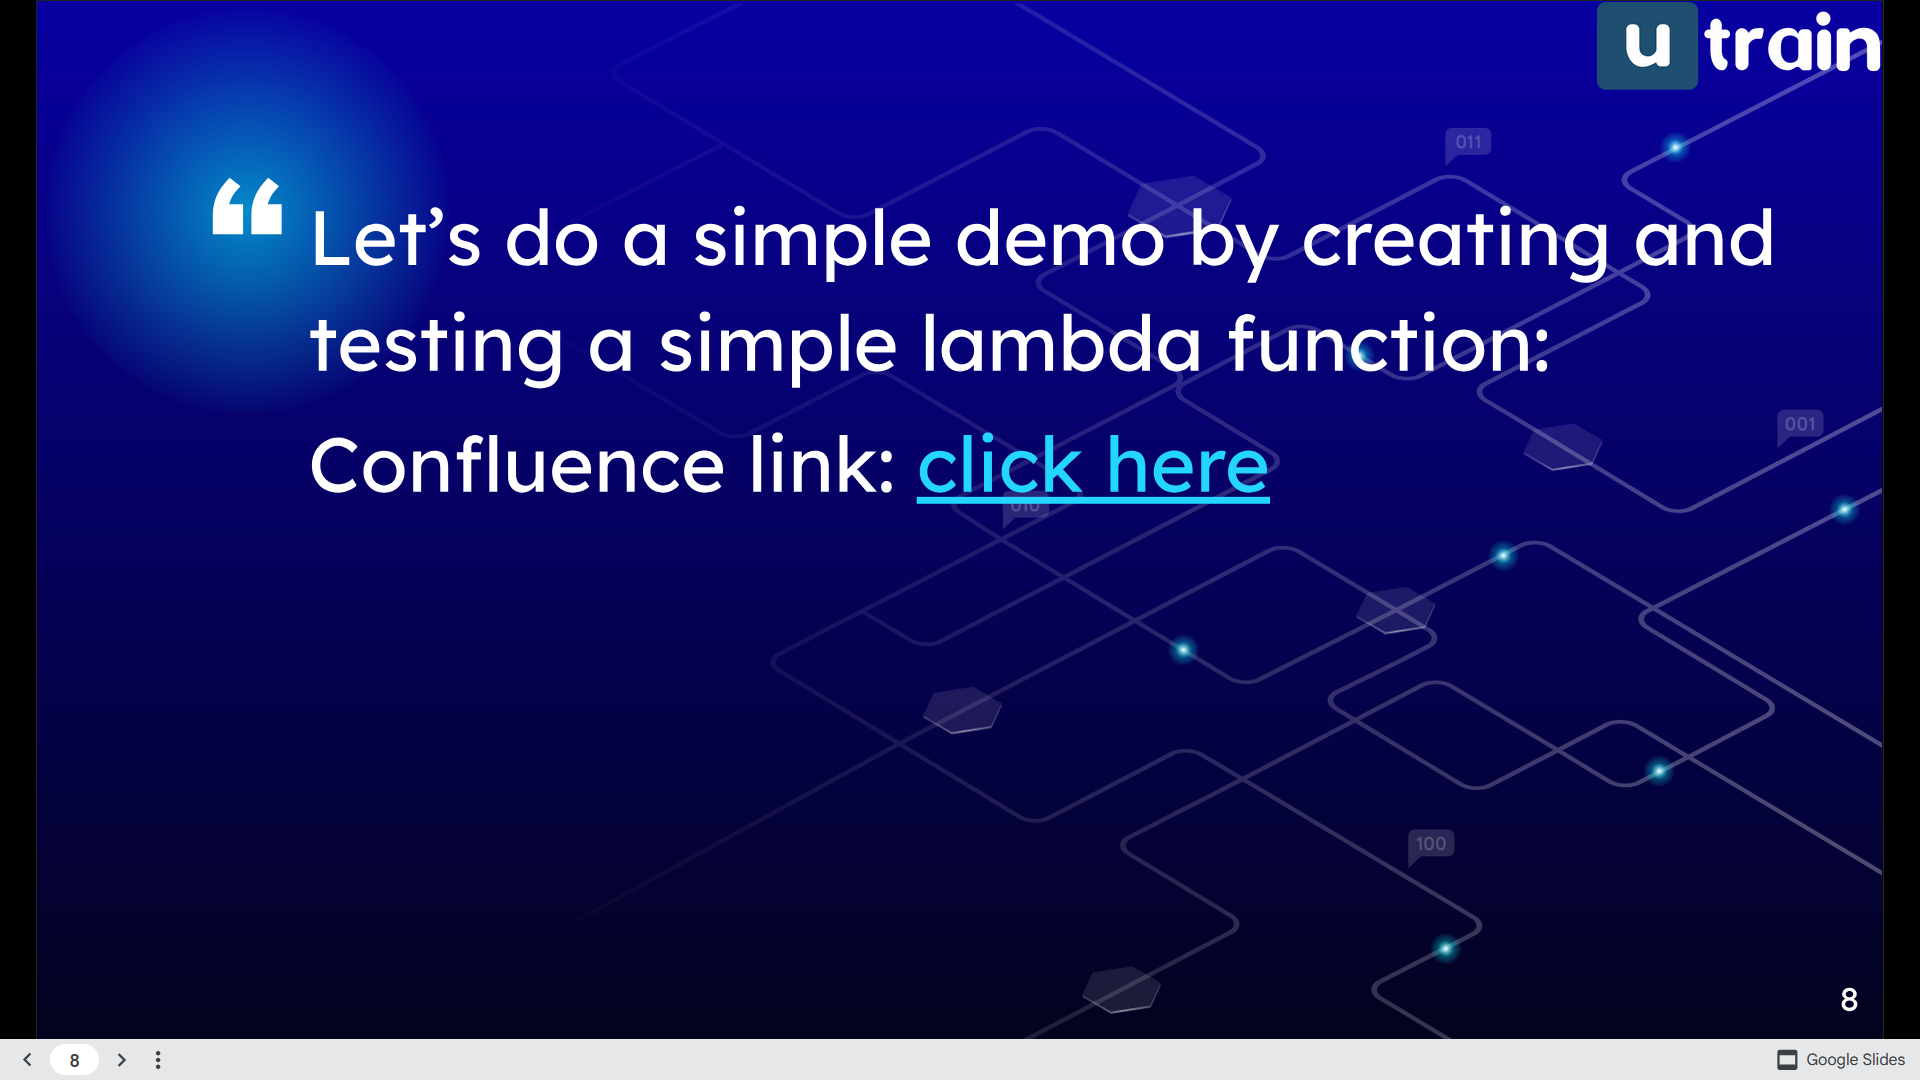 u train
011
“ Let’s do a simple demo by creating and
testing a simple lambda function:
001
Confluence link: click here
010
100
8
8
Google Slides